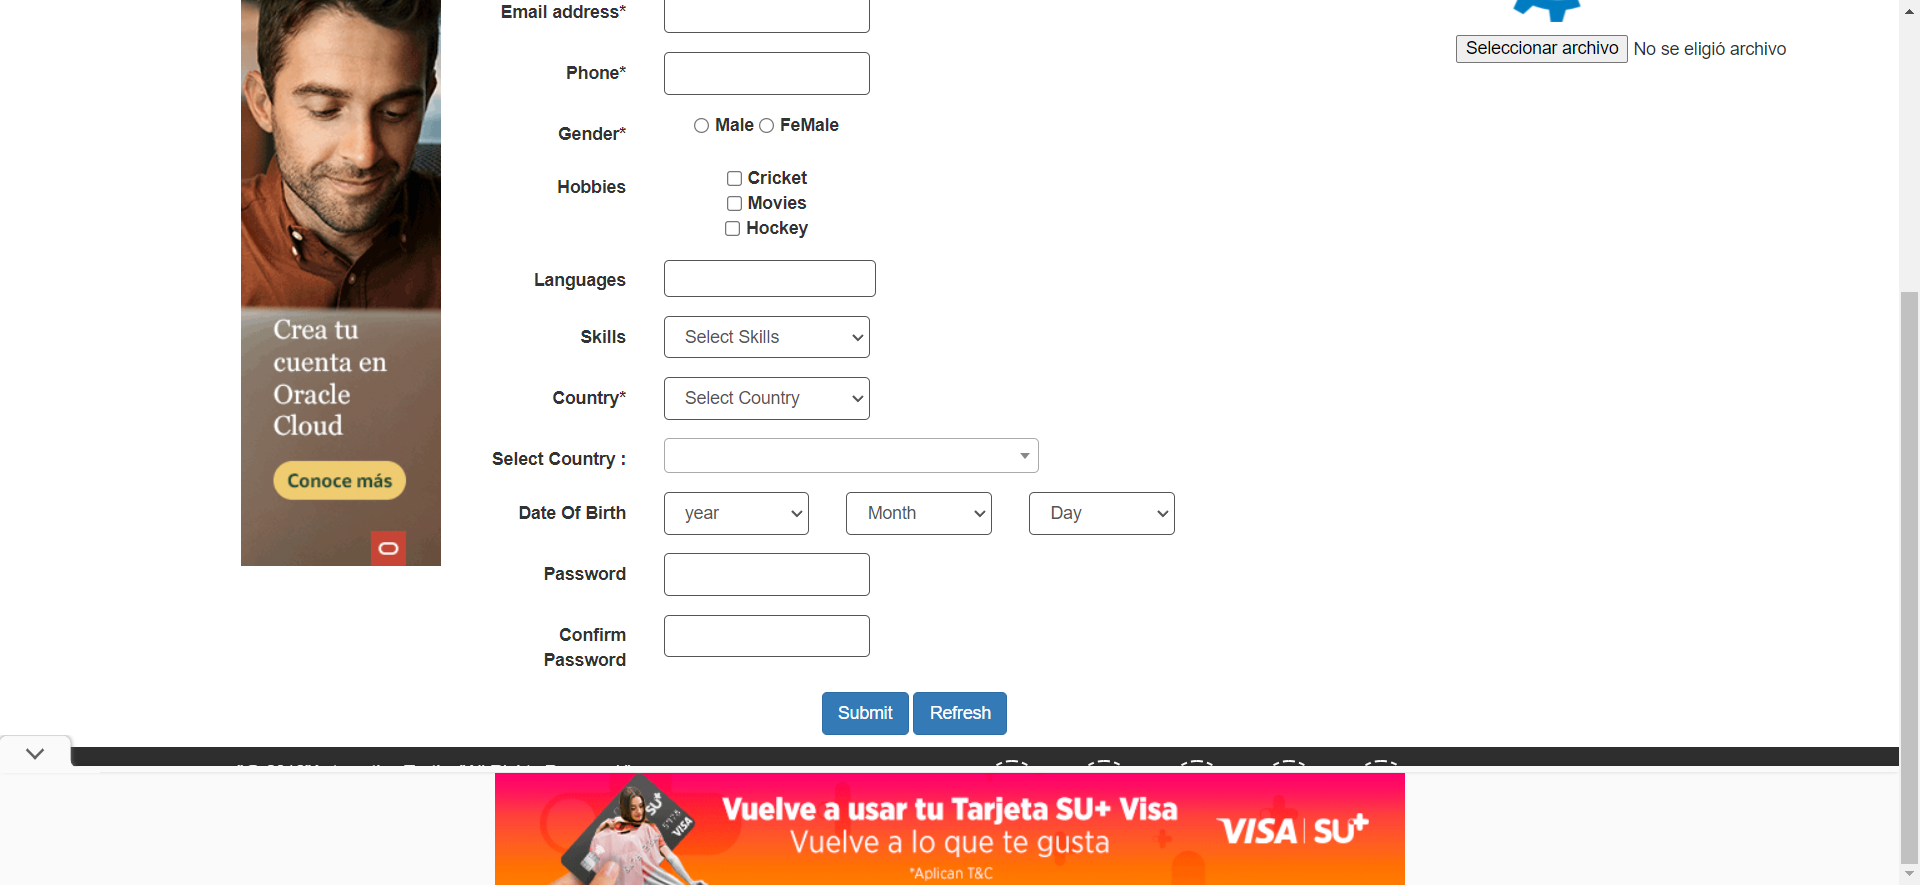 Email address*
Seleccionar archivo No se eligió archivo
Phone*
Gender*
Male FeMale
Hobbies
Cricket
Movies
Hockey
Languages
Skills
Select Skills
Country*
Select Country
Select Country :
Date Of Birth
year Month Day
Password
Confirm
Password
Submit Refresh
Crea tu
cuenta en
Oracle
Cloud
Conoce más
SU+
VISA
Vuelve a usar tu Tarjeta SU+ Visa
Vuelve a lo que te gusta
*Aplican T&C
VISA SU+